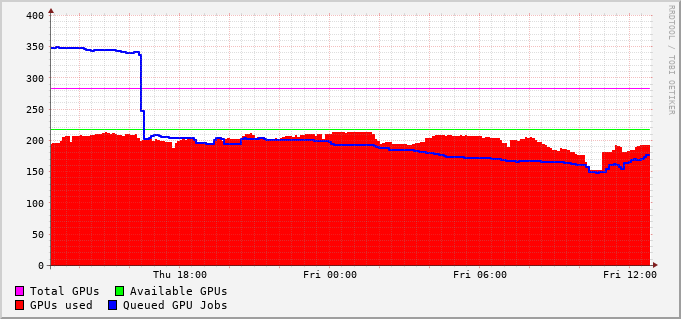 400
350
300
250
200
150
100
50
0
Thu 18:00 Fri 00:00 Fri 06:00 Fri 12:00
Total GPUs Available GPUs
GPUs used Queued GPU Jobs
RRDTOOL / TOBI OETIKER